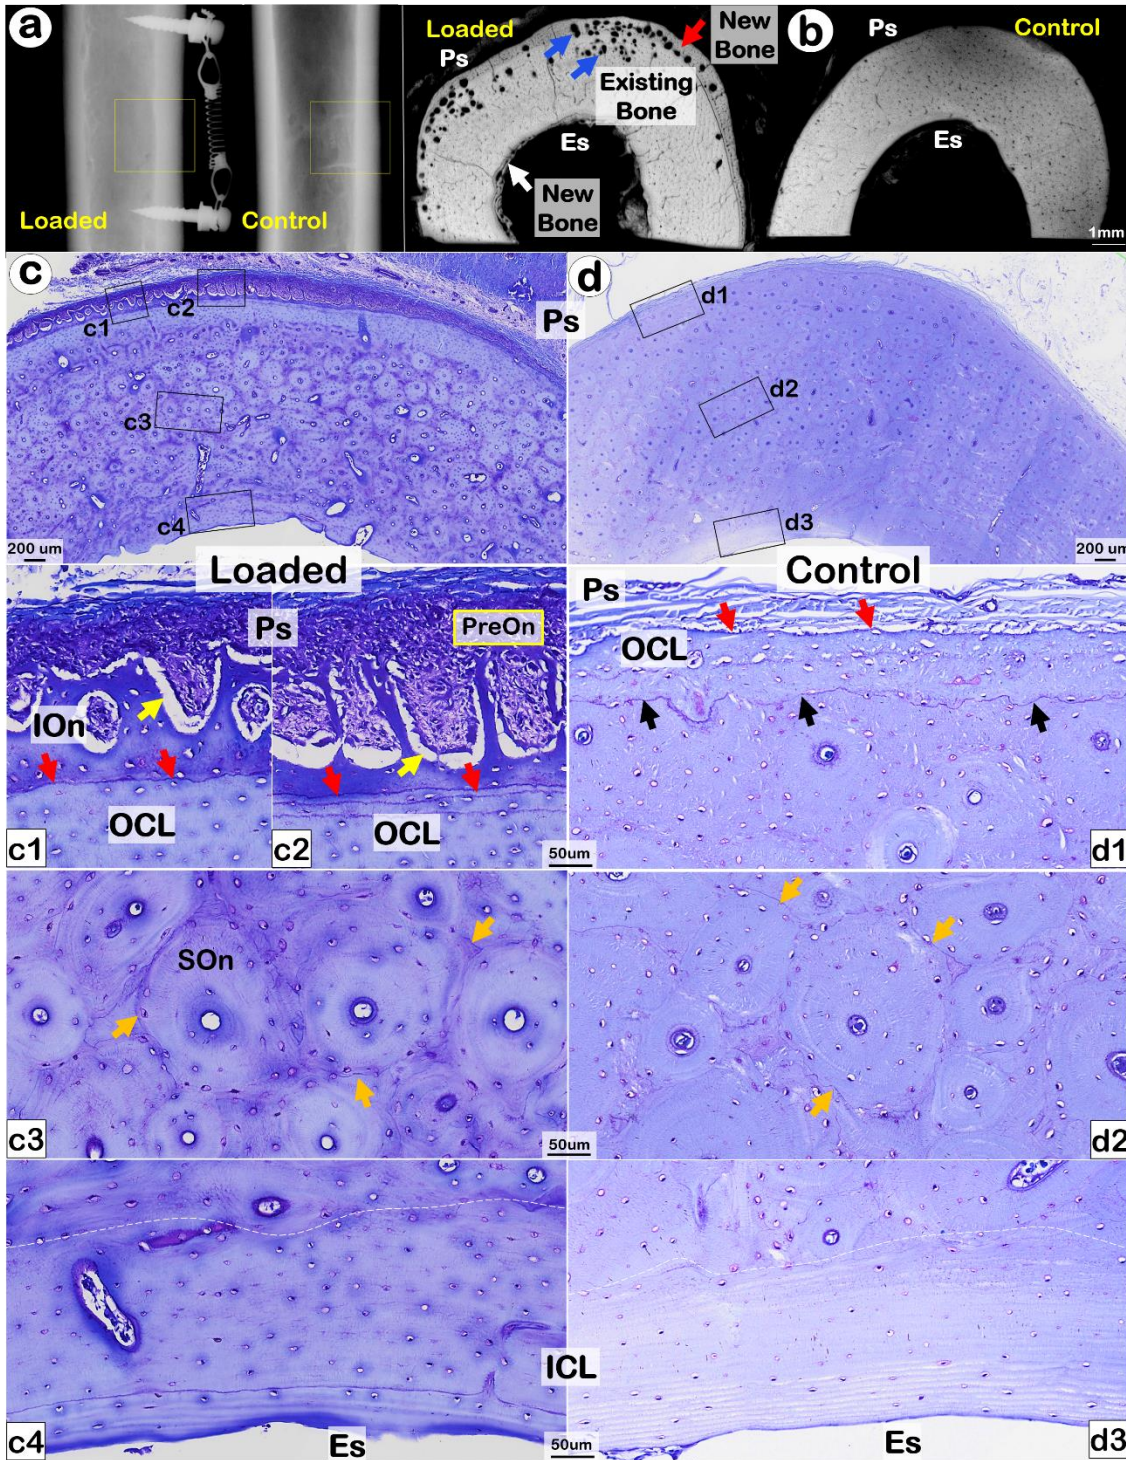 a
Loaded
Control
Loaded
Ps
New
Bone
Existing
Bone
Es
New
Bone
b
Ps
Control
Es
1mm
c
c1
c2
c3
c4
200 um
Ps
d
d1
d2
d3
200 um
Loaded
Control
Ps
PreOn
IOn
OCL
OCL
c1
c2
50um
Ps
OCL
d1
SOn
c3
50um
d2
ICL
c4
Es
50um
Es
d3